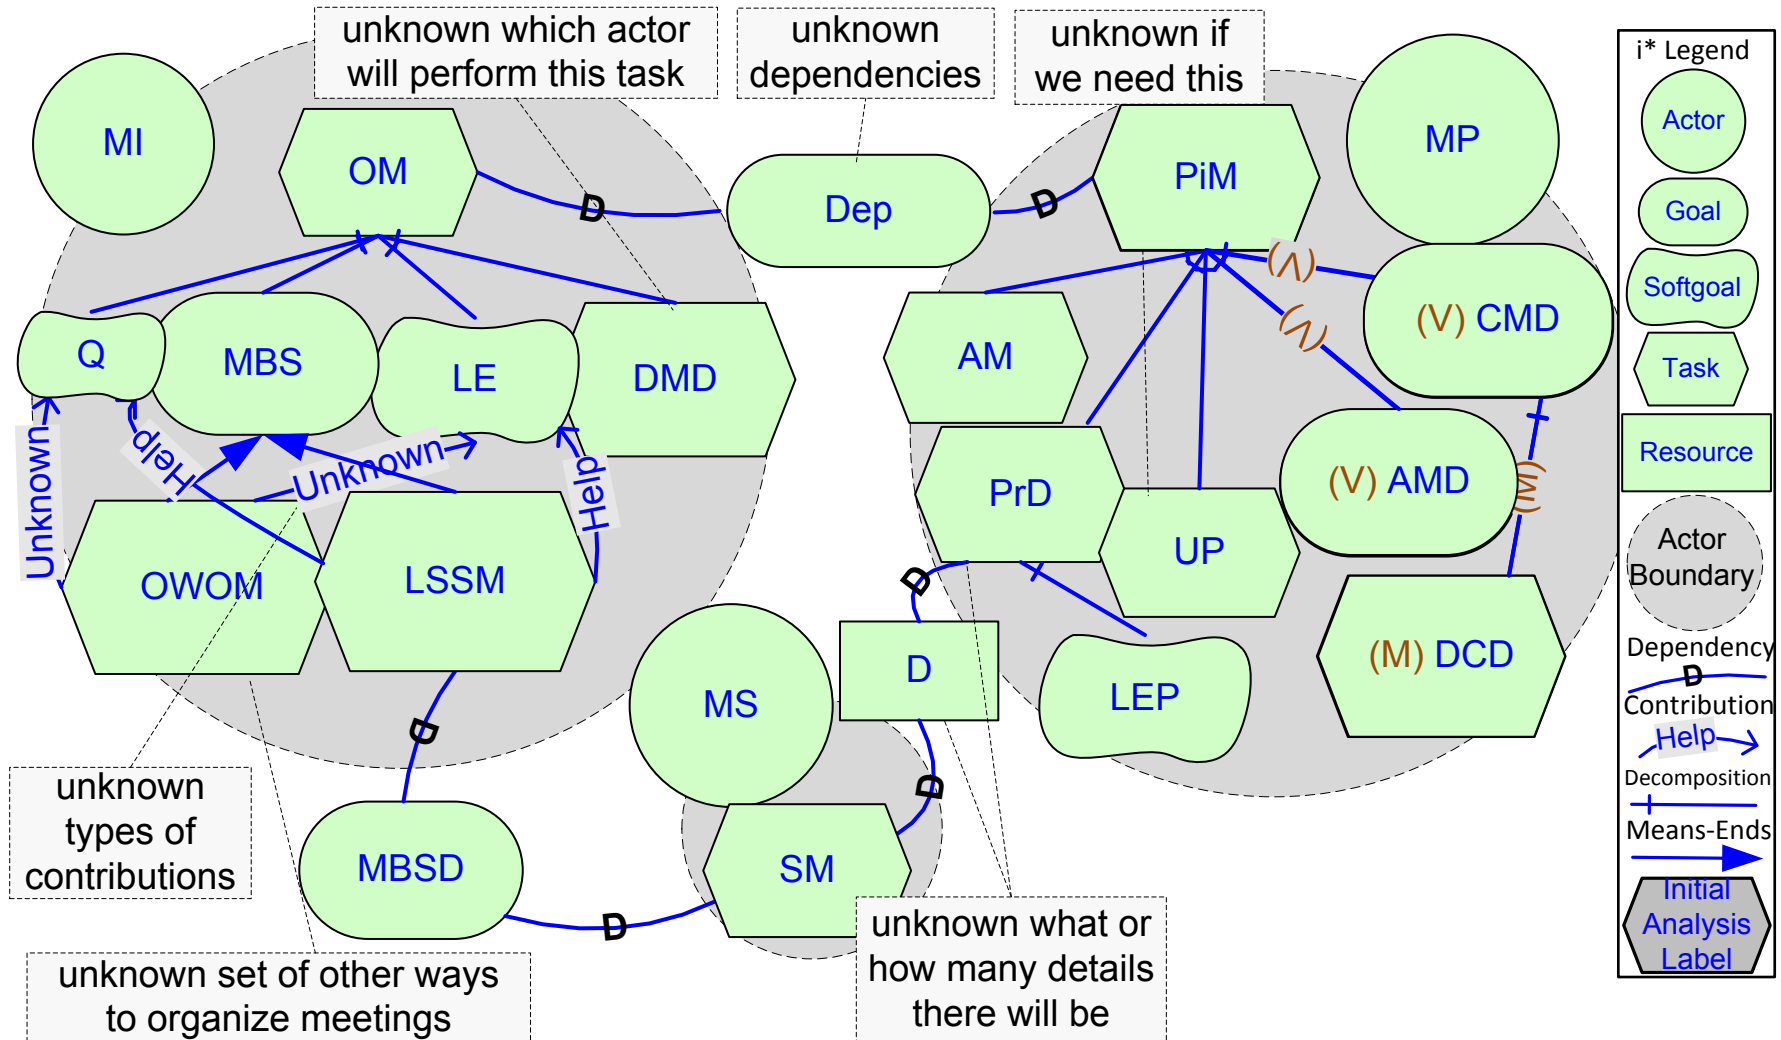 unknown which actor
will perform this task
unknown
dependencies
unknown if
we need this
MI
OM
D
Dep
D
PiM
MP
(V)
(V)
(V) CMD
Q
MBS
LE
DMD
AM
Unknown
Help
Unknown
Help
PrD
UP
(V) AMD
(M)
OWOM
LSSM
D
D
LEP
(M) DCD
MS
D
D
unknown
types of
contributions
MBSD
D
SM
unknown what or
how many details
there will be
unknown set of other ways
to organize meetings
i* Legend
Actor
Goal
Softgoal
Task
Resource
Actor
Boundary
Dependency
D
Contribution
Help
Decomposition
Means-Ends
Initial
Analysis
Label